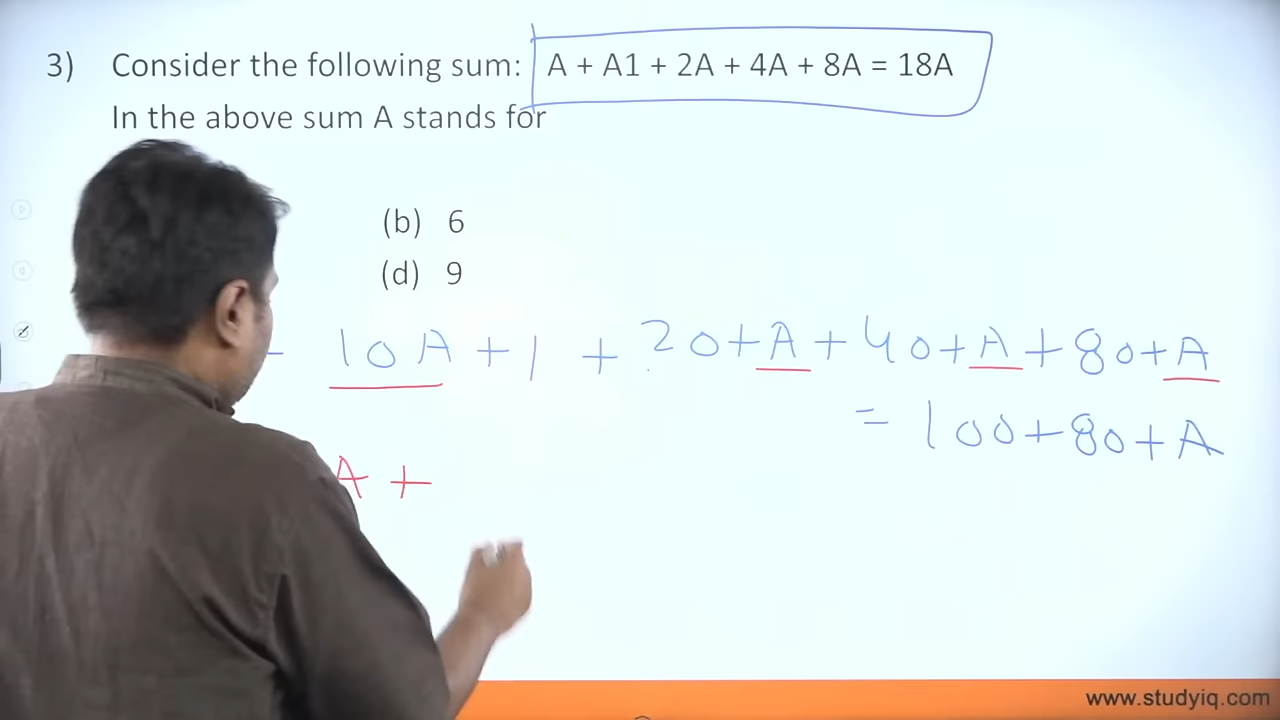 3) Consider the following sum: A + A1 + 2A + 4A + 8A = 18A
In the above sum A stands for
(b) 6
(d) 9
- 10A + 1 + 20 + A + 40 + A + 80 + A
= 100 + 80 + A
A +
www.studyiq.com